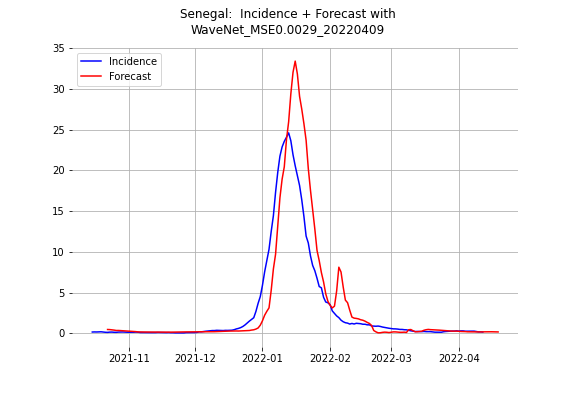 Senegal:  Incidence + Forecast with
WaveNet_MSE0.0029_20220409
35
30
25
20
15
10
5
0
Incidence
Forecast
2021-11 2021-12 2022-01 2022-02 2022-03 2022-04